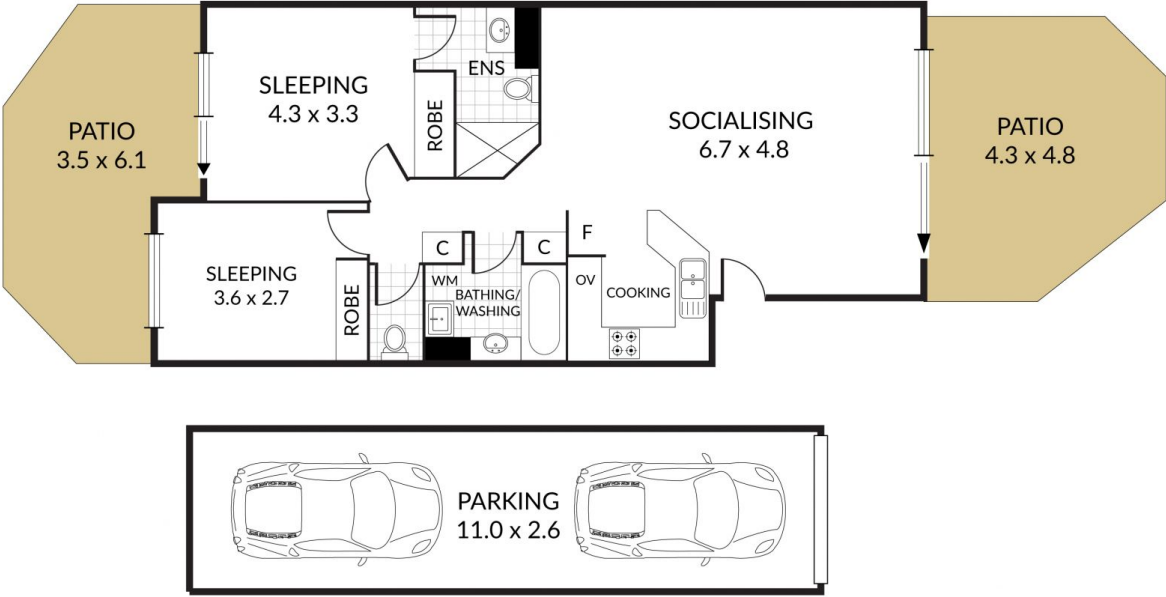 PATIO
3.5 x 6.1
SLEEPING
4.3 x 3.3
ROBE
ENS
SOCIALISING
6.7 x 4.8
PATIO
4.3 x 4.8
SLEEPING
3.6 x 2.7
ROBE
C
C
F
WM
BATHING/
WASHING
OV
COOKING
PARKING
11.0 x 2.6